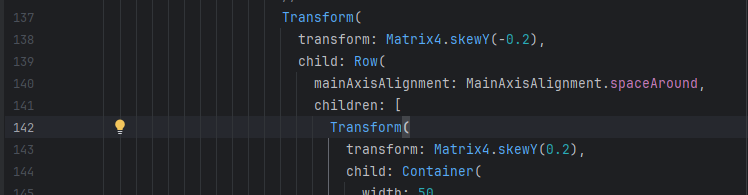 137 Transform(
138 transform: Matrix4.skewY(-0.2),
139 child: Row(
140 mainAxisAlignment: MainAxisAlignment.spaceAround,
141 children: [
142 Transform(
143 transform: Matrix4.skewY(0.2),
144 child: Container(
145 width: 50